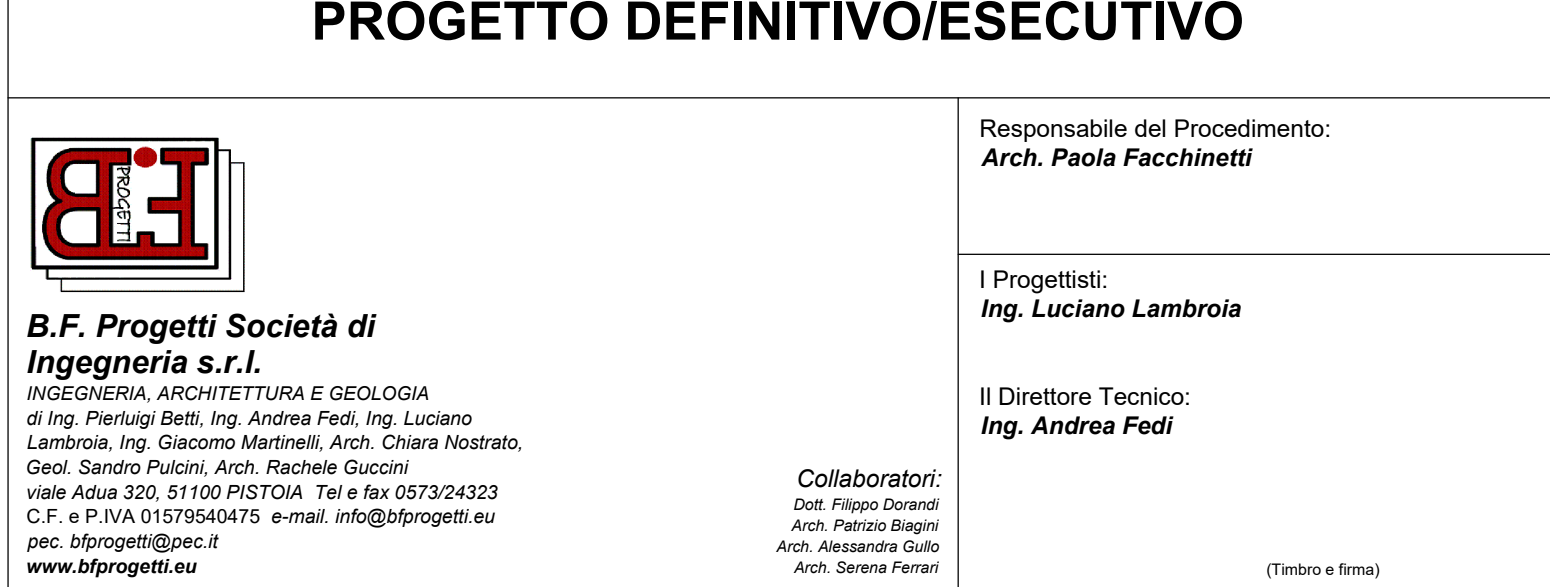 PROGETTO DEFINITIVO/ESECUTIVO
BF
PROGETTI
B.F. Progetti Società di
Ingegneria s.r.l.
INGEGNERIA, ARCHITETTURA E GEOLOGIA
di Ing. Pierluigi Betti, Ing. Andrea Fedi, Ing. Luciano
Lambroia, Ing. Giacomo Martinelli, Arch. Chiara Nostrato,
Geol. Sandro Pulcini, Arch. Rachele Guccini
viale Adua 320, 51100 PISTOIA Tel e fax 0573/24323
C.F. e P.IVA 01579540475 e-mail. info@bfprogetti.eu
pec. bfprogetti@pec.it
www.bfprogetti.eu
Collaboratori:
Dott. Filippo Dorandi
Arch. Patrizio Biagini
Arch. Alessandra Gullo
Arch. Serena Ferrari
Responsabile del Procedimento:
Arch. Paola Facchinetti
I Progettisti:
Ing. Luciano Lambroia
Il Direttore Tecnico:
Ing. Andrea Fedi
(Timbro e firma)